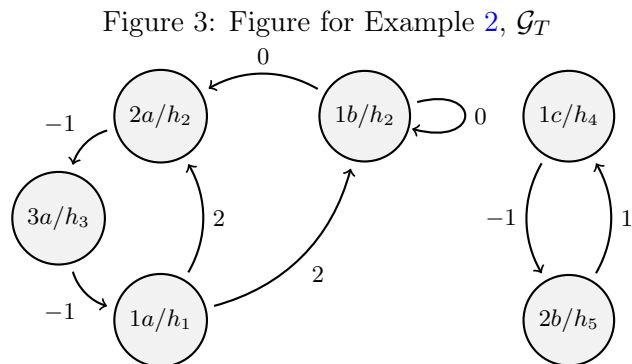 Figure 3: Figure for Example 2, 𝒢_T
0
2a/h₂
1b/h₂
0
1c/h₄
−1
3a/h₃
2
−1
1
2
−1
1a/h₁
2b/h₅